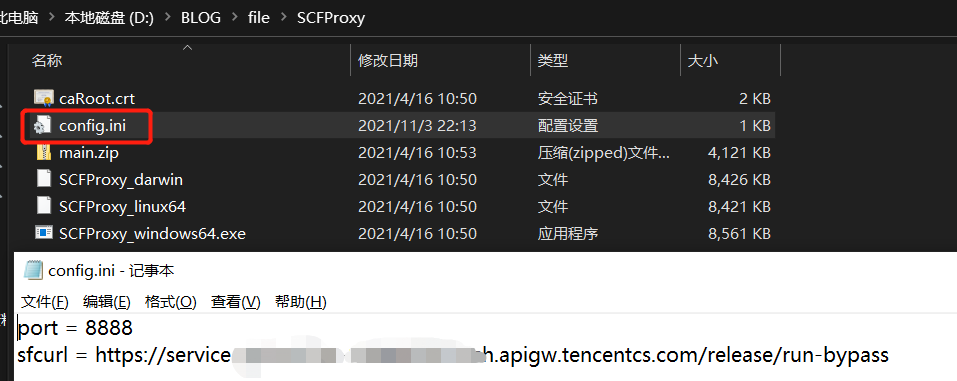 此电脑 > 本地磁盘 (D:) > BLOG > file > SCFProxy
名称 修改日期 类型 大小
caRoot.crt 2021/4/16 10:50 安全证书 2 KB
config.ini 2021/11/3 22:13 配置设置 1 KB
main.zip 2021/4/16 10:53 压缩(zipped)文件... 4,121 KB
SCFProxy_darwin 2021/4/16 10:50 文件 8,426 KB
SCFProxy_linux64 2021/4/16 10:50 文件 8,421 KB
SCFProxy_windows64.exe 2021/4/16 10:50 应用程序 8,561 KB
config.ini - 记事本
文件(F) 编辑(E) 格式(O) 查看(V) 帮助(H)
port = 8888
sfcurl = https://service h.apigw.tencentcs.com/release/run-bypass